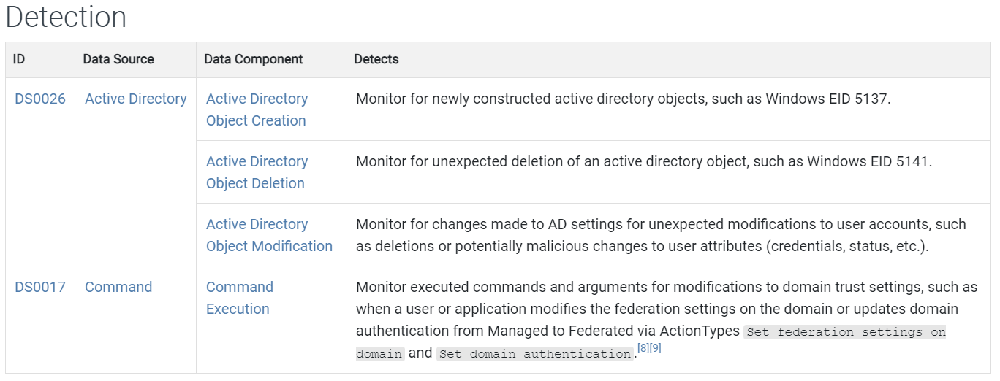 Detection
ID Data Source Data Component Detects
DS0026 Active Directory Active Directory Monitor for newly constructed active directory objects, such as Windows EID 5137.
Object Creation
Active Directory Monitor for unexpected deletion of an active directory object, such as Windows EID 5141.
Object Deletion
Active Directory Monitor for changes made to AD settings for unexpected modifications to user accounts, such
Object Modification as deletions or potentially malicious changes to user attributes (credentials, status, etc.).
DS0017 Command Command Monitor executed commands and arguments for modifications to domain trust settings, such as
Execution when a user or application modifies the federation settings on the domain or updates domain
authentication from Managed to Federated via ActionTypes Set federation settings on
domain and Set domain authentication.[8][9]